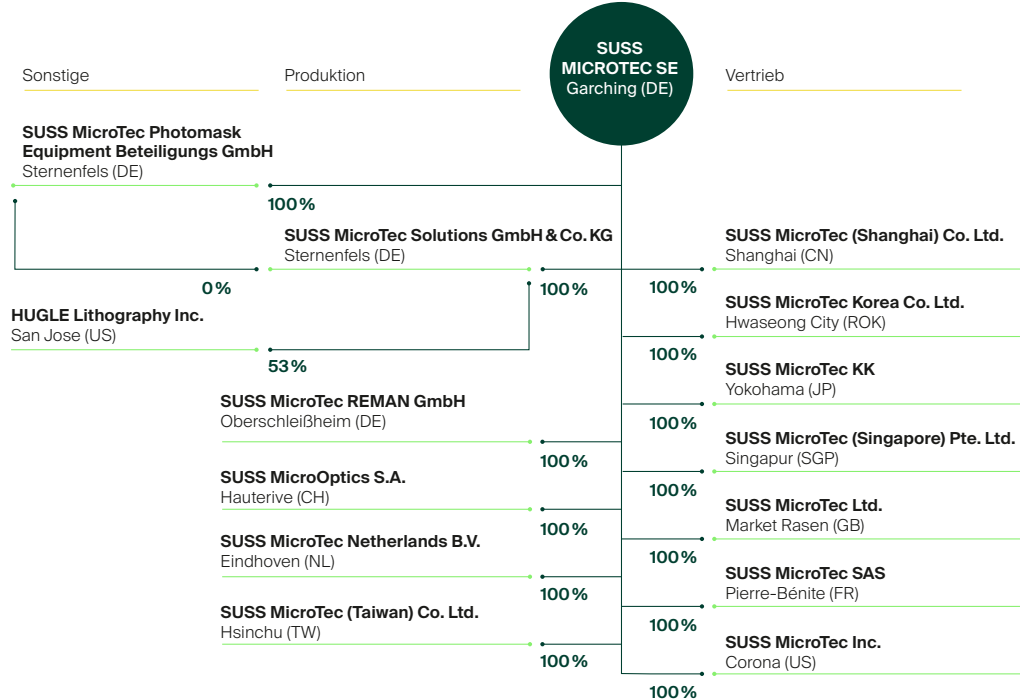 SUSS
MICROTEC SE
Garching (DE)
Sonstige
Produktion
Vertrieb
SUSS MicroTec Photomask
Equipment Beteiligungs GmbH
Sternenfels (DE)
100 %
SUSS MicroTec Solutions GmbH & Co. KG
Sternenfels (DE)
0 %
100 %
HUGLE Lithography Inc.
San Jose (US)
53 %
SUSS MicroTec REMAN GmbH
Oberschleißheim (DE)
100 %
SUSS MicroOptics S.A.
Hauterive (CH)
100 %
SUSS MicroTec Netherlands B.V.
Eindhoven (NL)
100 %
SUSS MicroTec (Taiwan) Co. Ltd.
Hsinchu (TW)
100 %
SUSS MicroTec (Shanghai) Co. Ltd.
Shanghai (CN)
100 %
SUSS MicroTec Korea Co. Ltd.
Hwaseong City (ROK)
100 %
SUSS MicroTec KK
Yokohama (JP)
100 %
SUSS MicroTec (Singapore) Pte. Ltd.
Singapur (SGP)
100 %
SUSS MicroTec Ltd.
Market Rasen (GB)
100 %
SUSS MicroTec SAS
Pierre-Bénite (FR)
100 %
SUSS MicroTec Inc.
Corona (US)
100 %